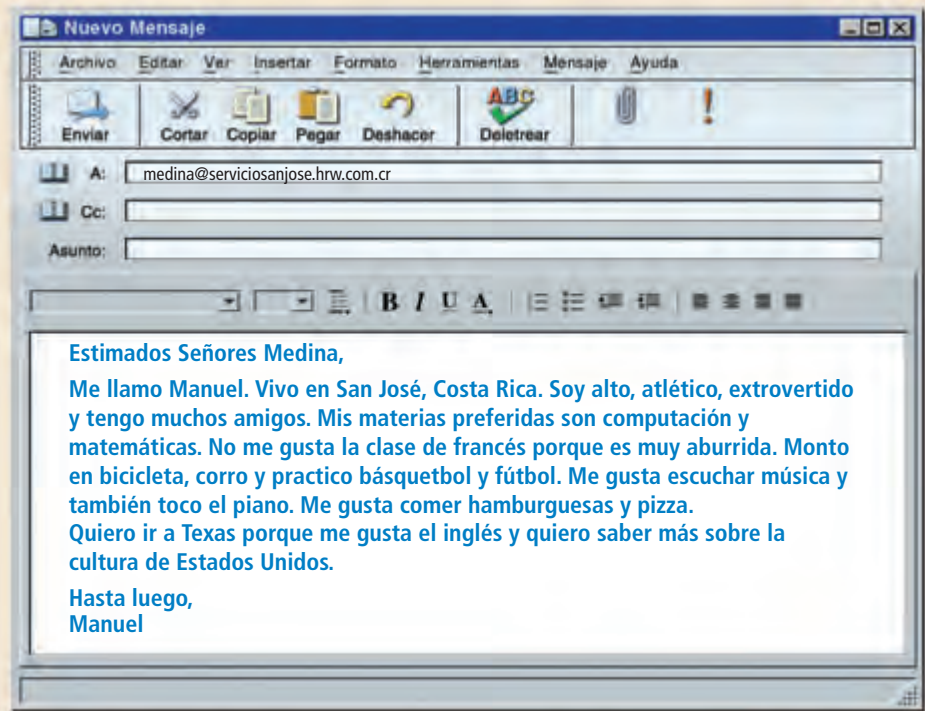 Nuevo Mensaje
Archivo Editar Ver Insertar Formato Herramientas Mensaje Ayuda
ABC
Enviar Cortar Copiar Pegar Deshacer Deletrear
A: medina@serviciosanjose.hrw.com.cr
Cc:
Asunto:
B I U A
Estimados Señores Medina,
Me llamo Manuel. Vivo en San José, Costa Rica. Soy alto, atlético, extrovertido
y tengo muchos amigos. Mis materias preferidas son computación y
matemáticas. No me gusta la clase de francés porque es muy aburrida. Monto
en bicicleta, corro y practico básquetbol y fútbol. Me gusta escuchar música y
también toco el piano. Me gusta comer hamburguesas y pizza.
Quiero ir a Texas porque me gusta el inglés y quiero saber más sobre la
cultura de Estados Unidos.
Hasta luego,
Manuel